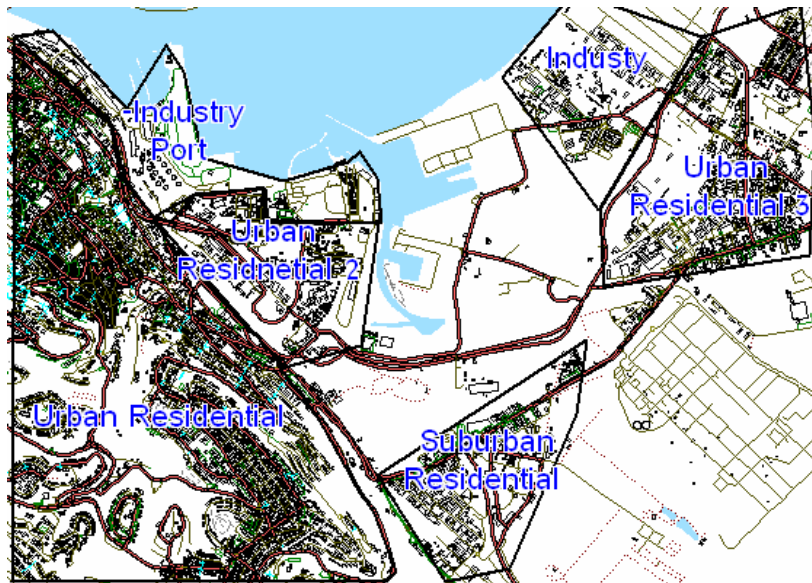 Industy
-Industry
Port
Urban
Residential 3
Urban
Residnetial 2
Urban Residential
Suburban
Residential